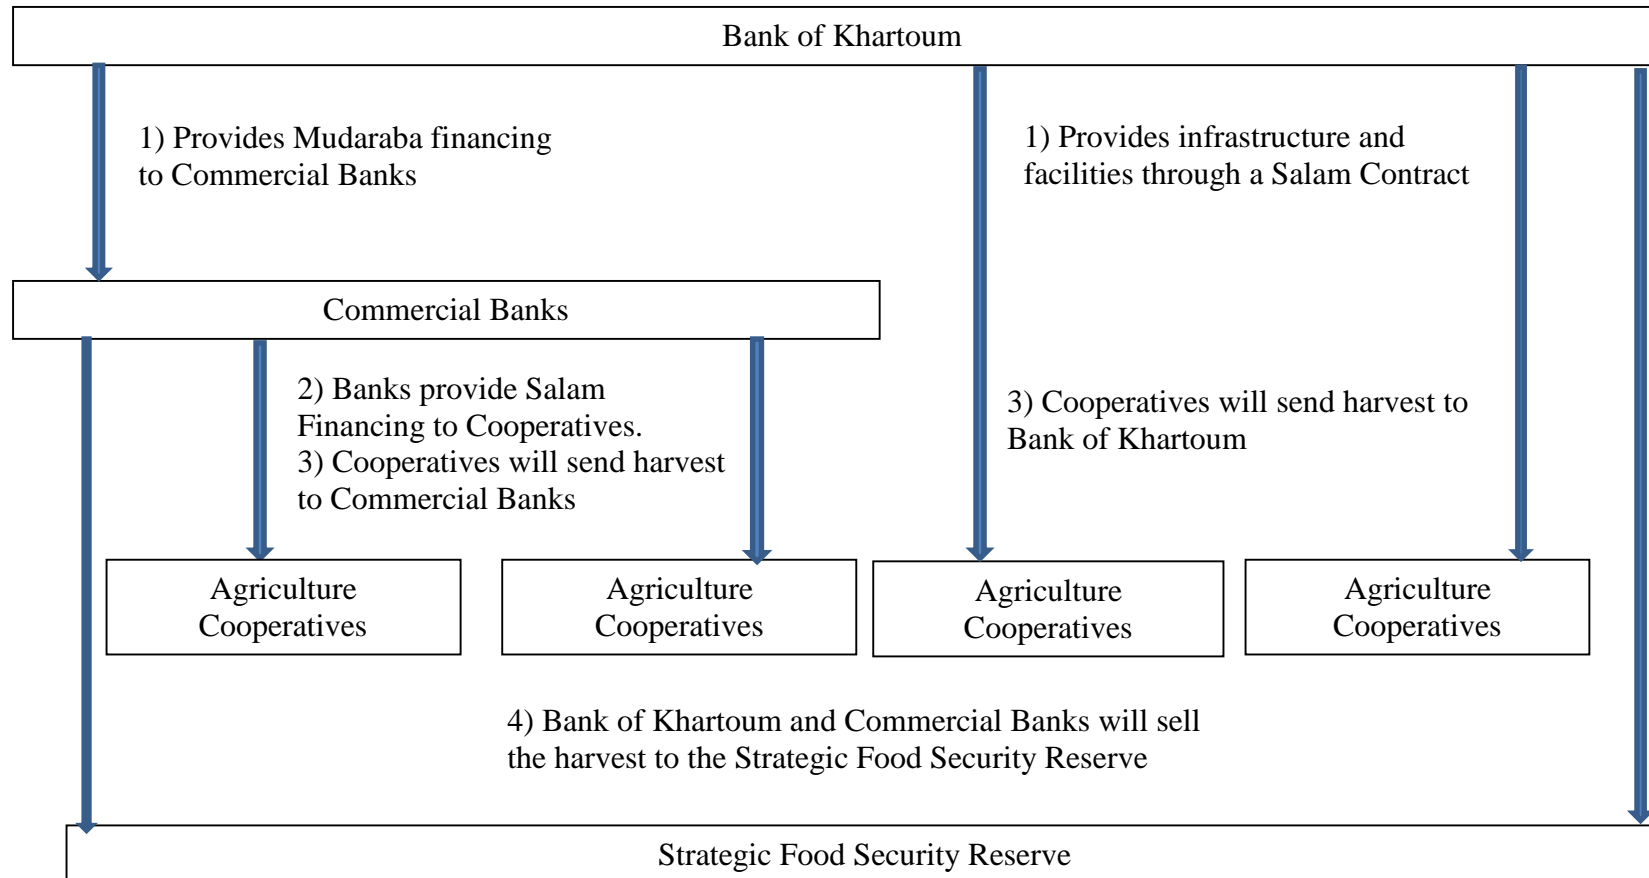 Bank of Khartoum
1) Provides Mudaraba financing
to Commercial Banks
1) Provides infrastructure and
facilities through a Salam Contract
Commercial Banks
2) Banks provide Salam
Financing to Cooperatives.
3) Cooperatives will send harvest
to Commercial Banks
3) Cooperatives will send harvest to
Bank of Khartoum
Agriculture
Cooperatives
Agriculture
Cooperatives
Agriculture
Cooperatives
Agriculture
Cooperatives
4) Bank of Khartoum and Commercial Banks will sell
the harvest to the Strategic Food Security Reserve
Strategic Food Security Reserve